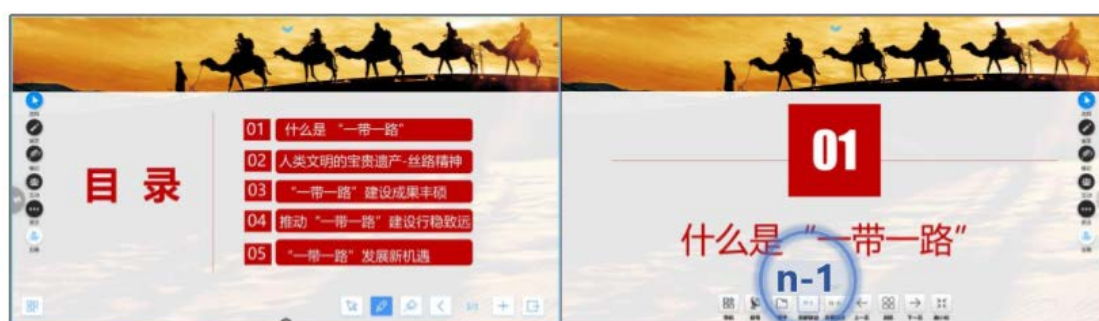 目 录
01 什么是 “一带一路”
02 人类文明的宝贵遗产-丝路精神
03 “一带一路”建设成果丰硕
04 推动“一带一路”建设行稳致远
05 “一带一路”发展新机遇
01
什么是“一带一路”
n-1